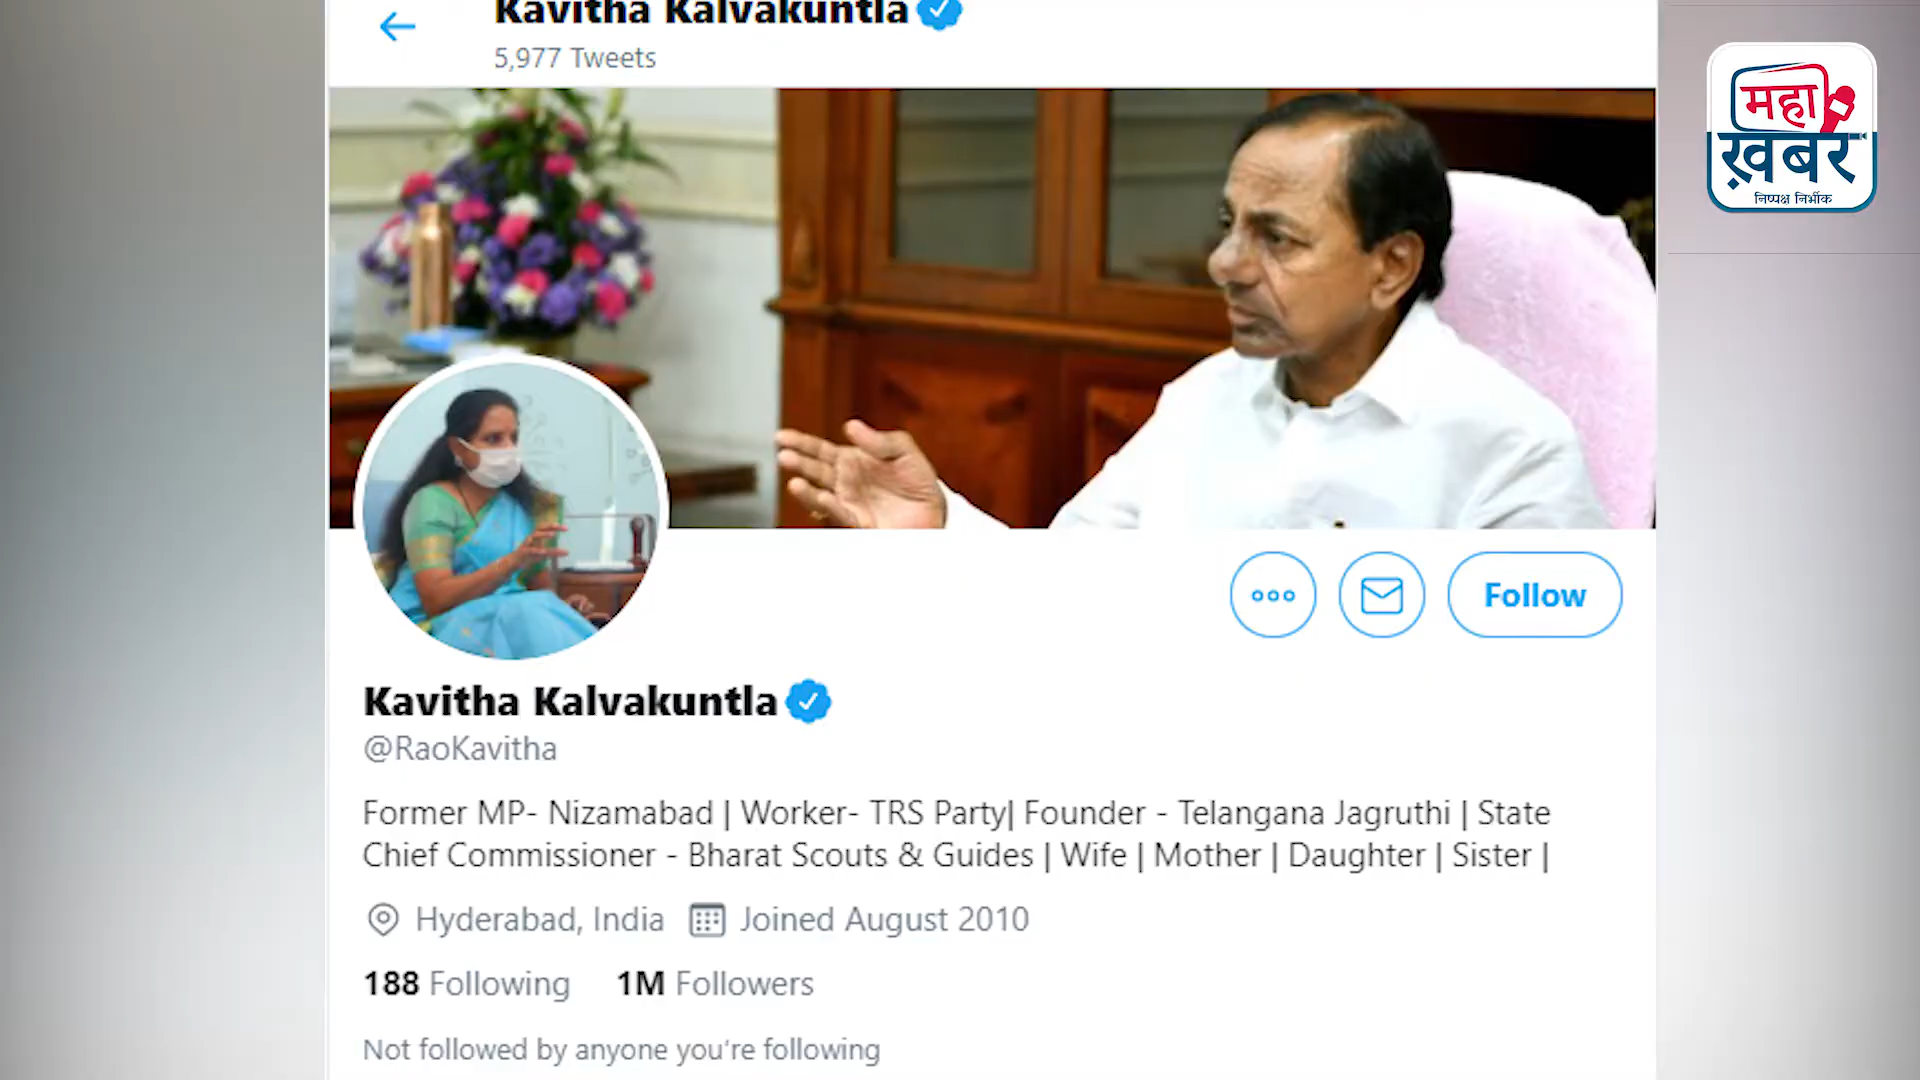 Kavitha Kalvakuntla
5,977 Tweets
महा
ख़बर
निष्पक्ष निर्भीक
Follow
Kavitha Kalvakuntla
@RaoKavitha
Former MP- Nizamabad | Worker- TRS Party| Founder - Telangana Jagruthi | State
Chief Commissioner - Bharat Scouts & Guides | Wife | Mother | Daughter | Sister |
Hyderabad, India Joined August 2010
188 Following 1M Followers
Not followed by anyone you're following